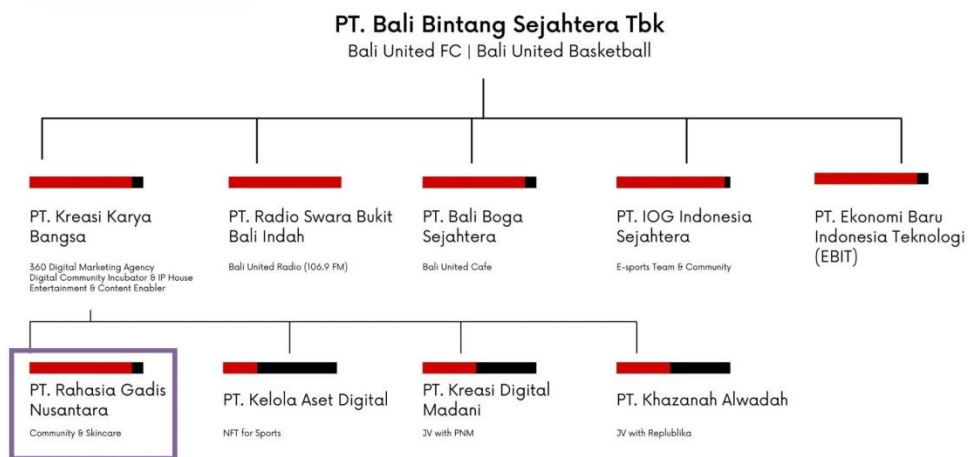 PT. Bali Bintang Sejahtera Tbk
Bali United FC | Bali United Basketball
PT. Kreasi Karya
Bangsa
360 Digital Marketing Agency
Digital Community Incubator & IP House
Entertainment & Content Enabler
PT. Radio Swara Bukit
Bali Indah
Bali United Radio (106.9 FM)
PT. Bali Boga
Sejahtera
Bali United Cafe
PT. IOG Indonesia
Sejahtera
E-sports Team & Community
PT. Ekonomi Baru
Indonesia Teknologi
(EBIT)
PT. Rahasia Gadis
Nusantara
Community & Skincare
PT. Kelola Aset Digital
NFT for Sports
PT. Kreasi Digital
Madani
JV with PNM
PT. Khazanah Alwadah
JV with Replublika